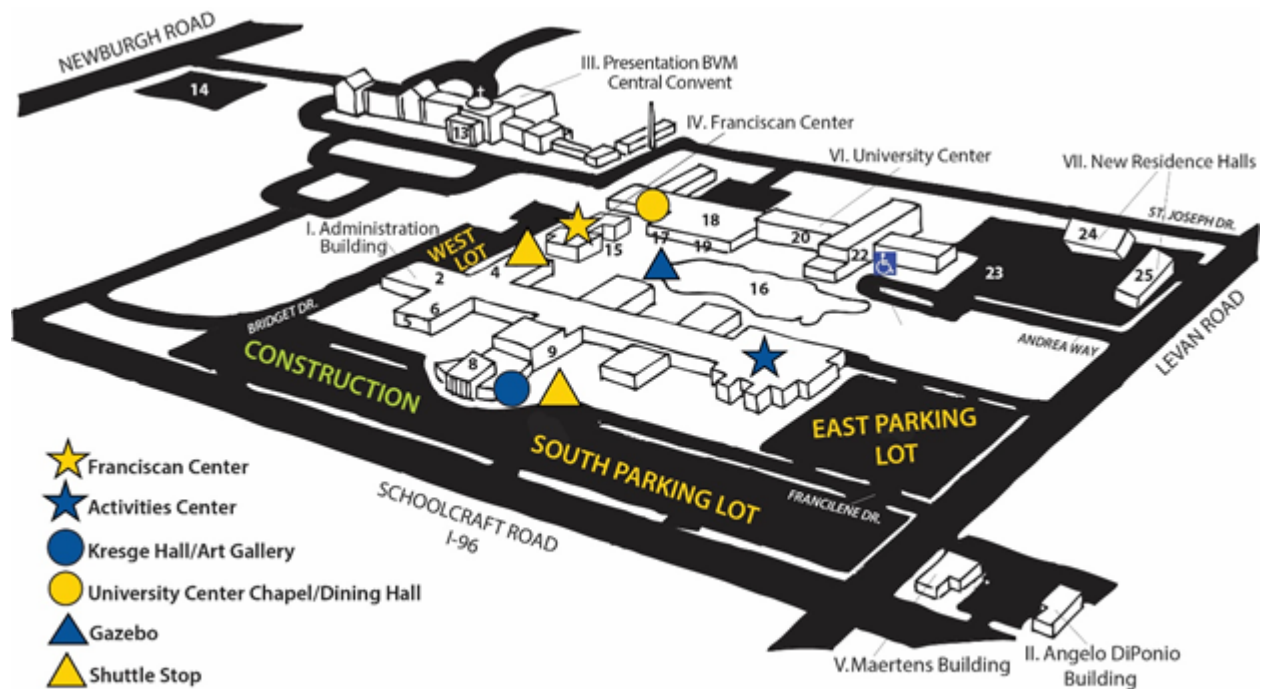 NEWBURGH ROAD
14
III. Presentation BVM
Central Convent
13
IV. Franciscan Center
VI. University Center
VII. New Residence Halls
ST. JOSEPH DR.
I. Administration
Building
WEST LOT
18
17
19
15
20
22
24
25
23
2
4
16
6
5
BRIDGET DR.
ANDREA WAY
LEVAN ROAD
CONSTRUCTION
8
9
EAST PARKING
LOT
SOUTH PARKING LOT
FRANCILENE DR.
SCHOOLCRAFT ROAD
I-96
Franciscan Center
Activities Center
Kresge Hall/Art Gallery
University Center Chapel/Dining Hall
Gazebo
Shuttle Stop
V. Maertens Building
II. Angelo DiPonio
Building